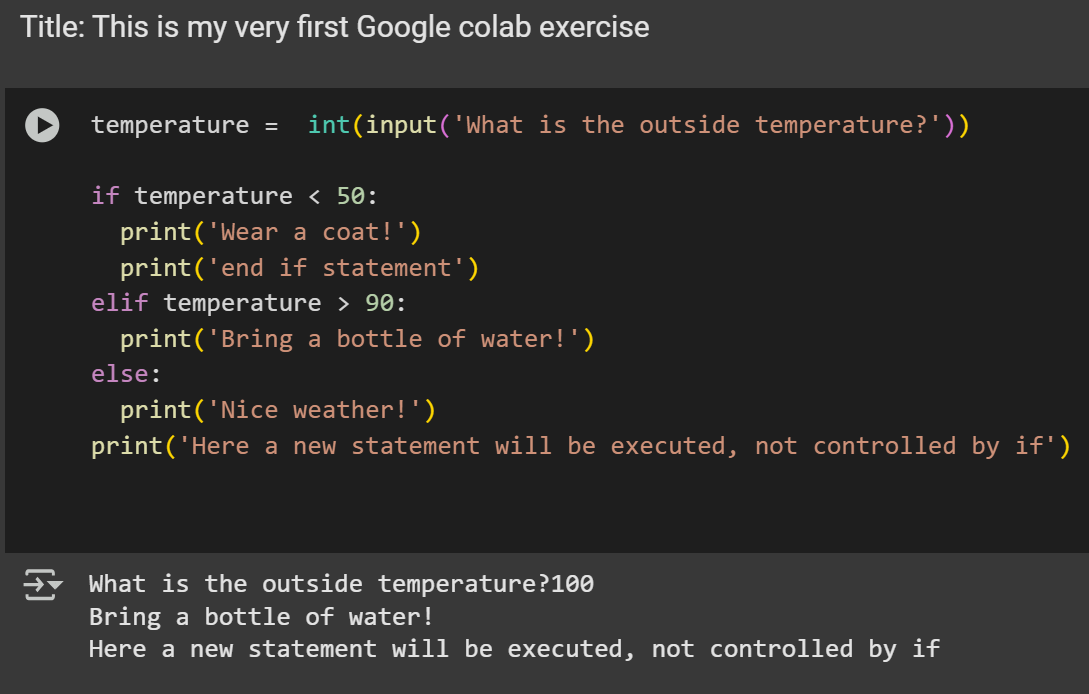 Title: This is my very first Google colab exercise
temperature =  int(input('What is the outside temperature?'))
if temperature < 50:
  print('Wear a coat!')
  print('end if statement')
elif temperature > 90:
  print('Bring a bottle of water!')
else:
  print('Nice weather!')
print('Here a new statement will be executed, not controlled by if')
What is the outside temperature?100
Bring a bottle of water!
Here a new statement will be executed, not controlled by if